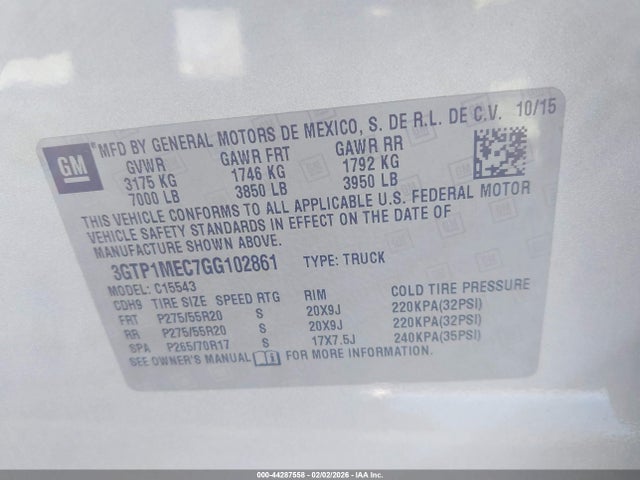 GM
® MFD BY GENERAL MOTORS DE MEXICO, S. DE R.L. DE C.V. 10/15
GVWR GAWR FRT GAWR RR
3175 KG 1746 KG 1792 KG
7000 LB 3850 LB 3950 LB
THIS VEHICLE CONFORMS TO ALL APPLICABLE U.S. FEDERAL MOTOR
VEHICLE SAFETY STANDARDS IN EFFECT ON THE DATE OF
MANUFACTURE SHOWN ABOVE.
3GTP1MEC7GG102861 TYPE: TRUCK
MODEL: C15543
CDH9 TIRE SIZE SPEED RTG RIM COLD TIRE PRESSURE
FRT P275/55R20 S 20X9J 220KPA(32PSI)
RR P275/55R20 S 20X9J 220KPA(32PSI)
SPA P265/70R17 S 17X7.5J 240KPA(35PSI)
SEE OWNER'S MANUAL FOR MORE INFORMATION.
000-44287558 - 02/02/2026 - IAA Inc.